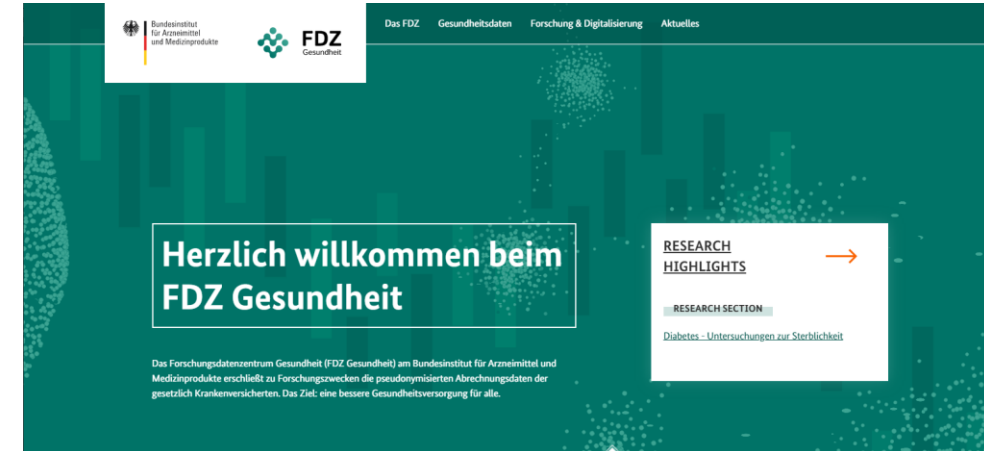 Bundesinstitut
für Arzneimittel
und Medizinprodukte
FDZ
Gesundheit
Das FDZ Gesundheitsdaten Forschung & Digitalisierung Aktuelles
Herzlich willkommen beim
FDZ Gesundheit
Das Forschungsdatenzentrum Gesundheit (FDZ Gesundheit) am Bundesinstitut für Arzneimittel und
Medizinprodukte erschließt zu Forschungszwecken die pseudonymisierten Abrechnungsdaten der
gesetzlich Krankenversicherten. Das Ziel: eine bessere Gesundheitsversorgung für alle.
RESEARCH
HIGHLIGHTS
RESEARCH SECTION
Diabetes - Untersuchungen zur Sterblichkeit